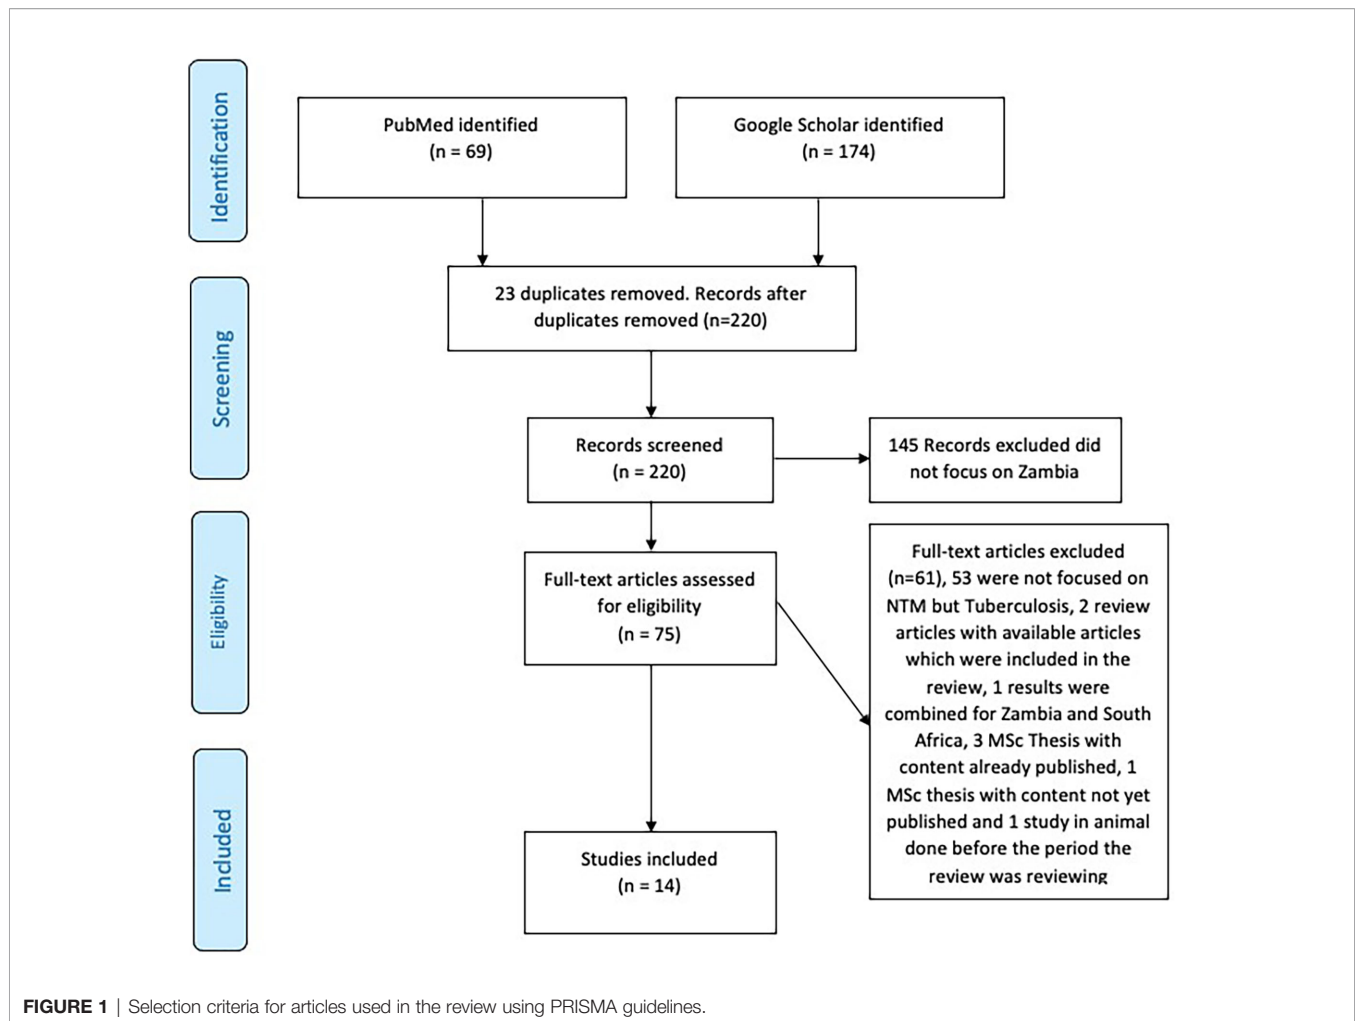 Identification
PubMed identified
(n = 69)
Google Scholar identified
(n = 174)
Screening
23 duplicates removed. Records after
duplicates removed (n=220)
Records screened
(n = 220)
145 Records excluded did
not focus on Zambia
Eligibility
Full-text articles assessed
for eligibility
(n = 75)
Full-text articles excluded
(n=61), 53 were not focused on
NTM but Tuberculosis, 2 review
articles with available articles
which were included in the
review, 1 results were
combined for Zambia and South
Africa, 3 MSc Thesis with
content already published, 1
MSc thesis with content not yet
published and 1 study in animal
done before the period the
review was reviewing
Included
Studies included
(n = 14)
FIGURE 1 | Selection criteria for articles used in the review using PRISMA guidelines.